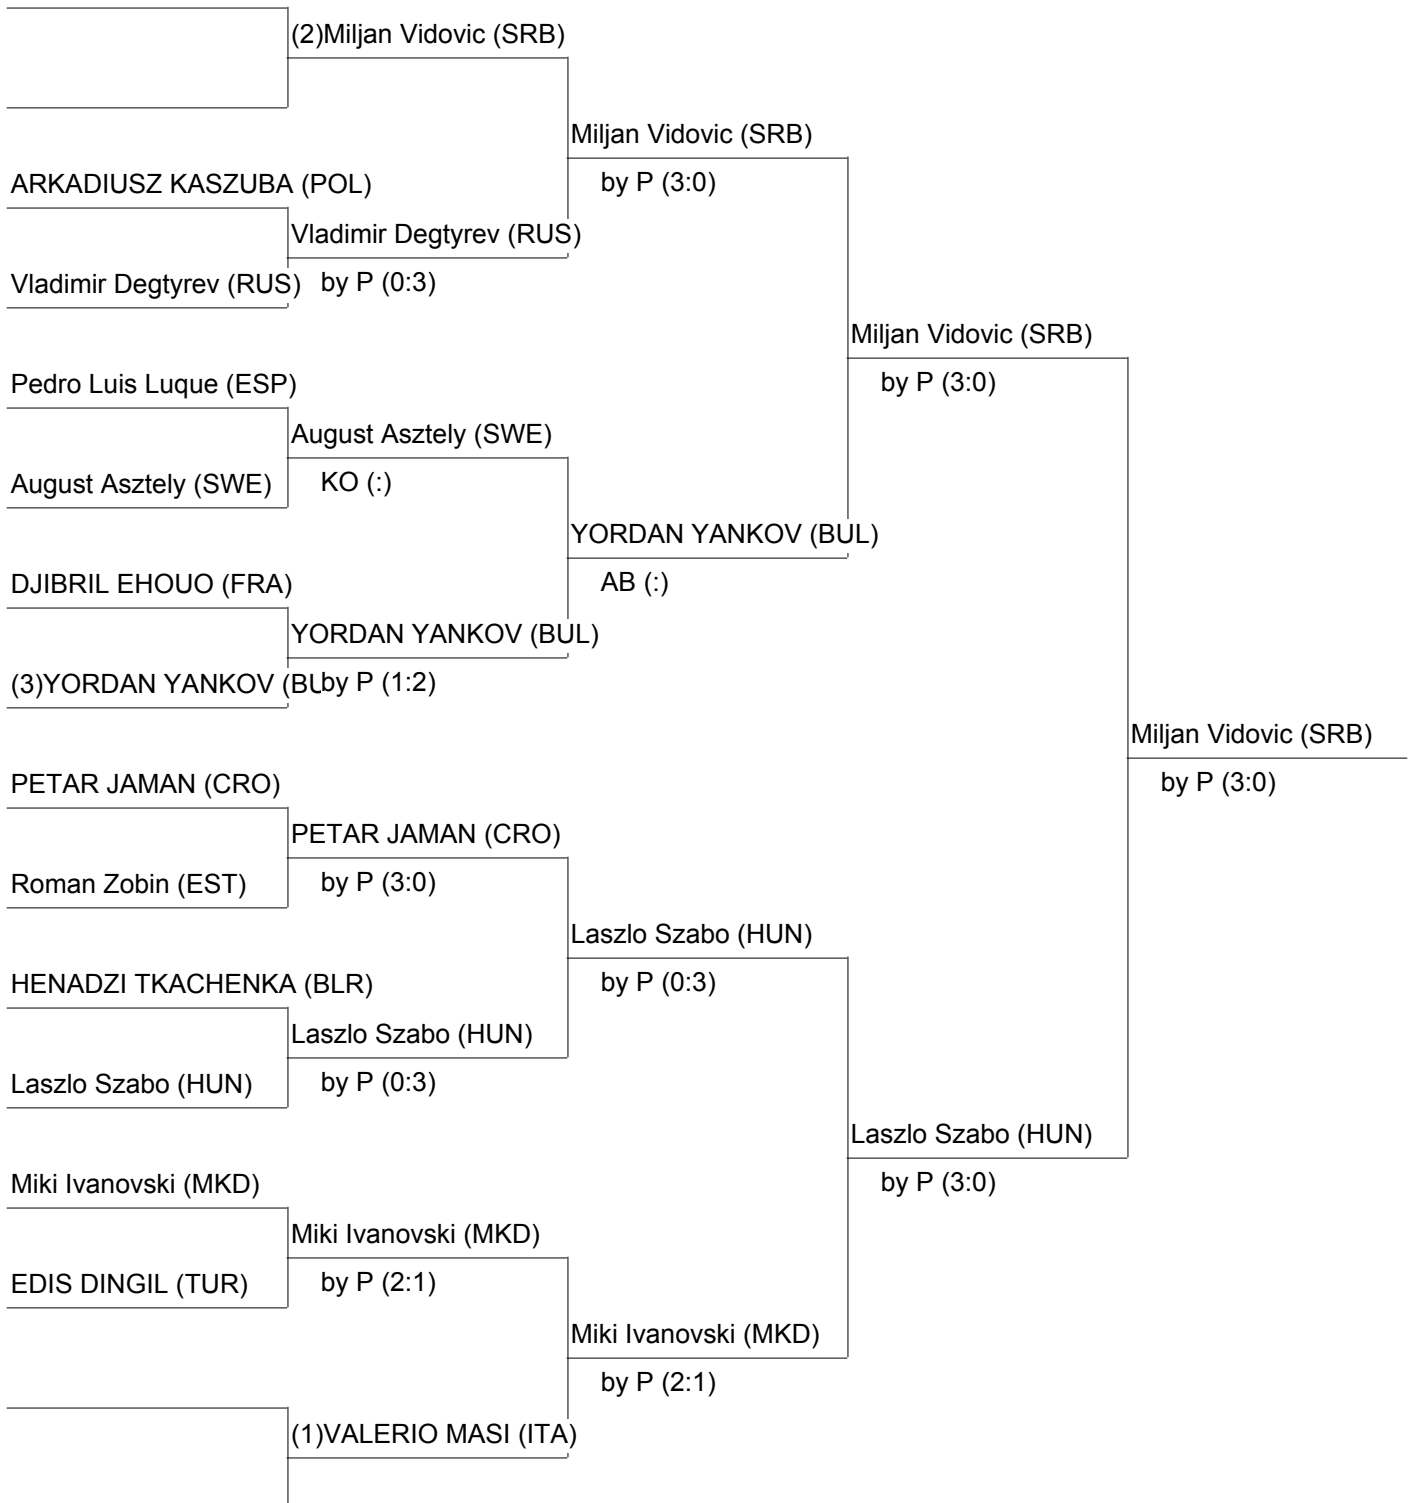 (2)Miljan Vidovic (SRB)
Miljan Vidovic (SRB)
ARKADIUSZ KASZUBA (POL)
by P (3:0)
Vladimir Degtyrev (RUS)
Vladimir Degtyrev (RUS)
by P (0:3)
Miljan Vidovic (SRB)
Pedro Luis Luque (ESP)
by P (3:0)
August Asztely (SWE)
August Asztely (SWE)
KO (:)
YORDAN YANKOV (BUL)
DJIBRIL EHOUO (FRA)
AB (:)
YORDAN YANKOV (BUL)
(3)YORDAN YANKOV (BU
by P (1:2)
Miljan Vidovic (SRB)
PETAR JAMAN (CRO)
by P (3:0)
PETAR JAMAN (CRO)
Roman Zobin (EST)
by P (3:0)
Laszlo Szabo (HUN)
HENADZI TKACHENKA (BLR)
by P (0:3)
Laszlo Szabo (HUN)
Laszlo Szabo (HUN)
by P (0:3)
Laszlo Szabo (HUN)
Miki Ivanovski (MKD)
by P (3:0)
Miki Ivanovski (MKD)
EDIS DINGIL (TUR)
by P (2:1)
Miki Ivanovski (MKD)
by P (2:1)
(1)VALERIO MASI (ITA)